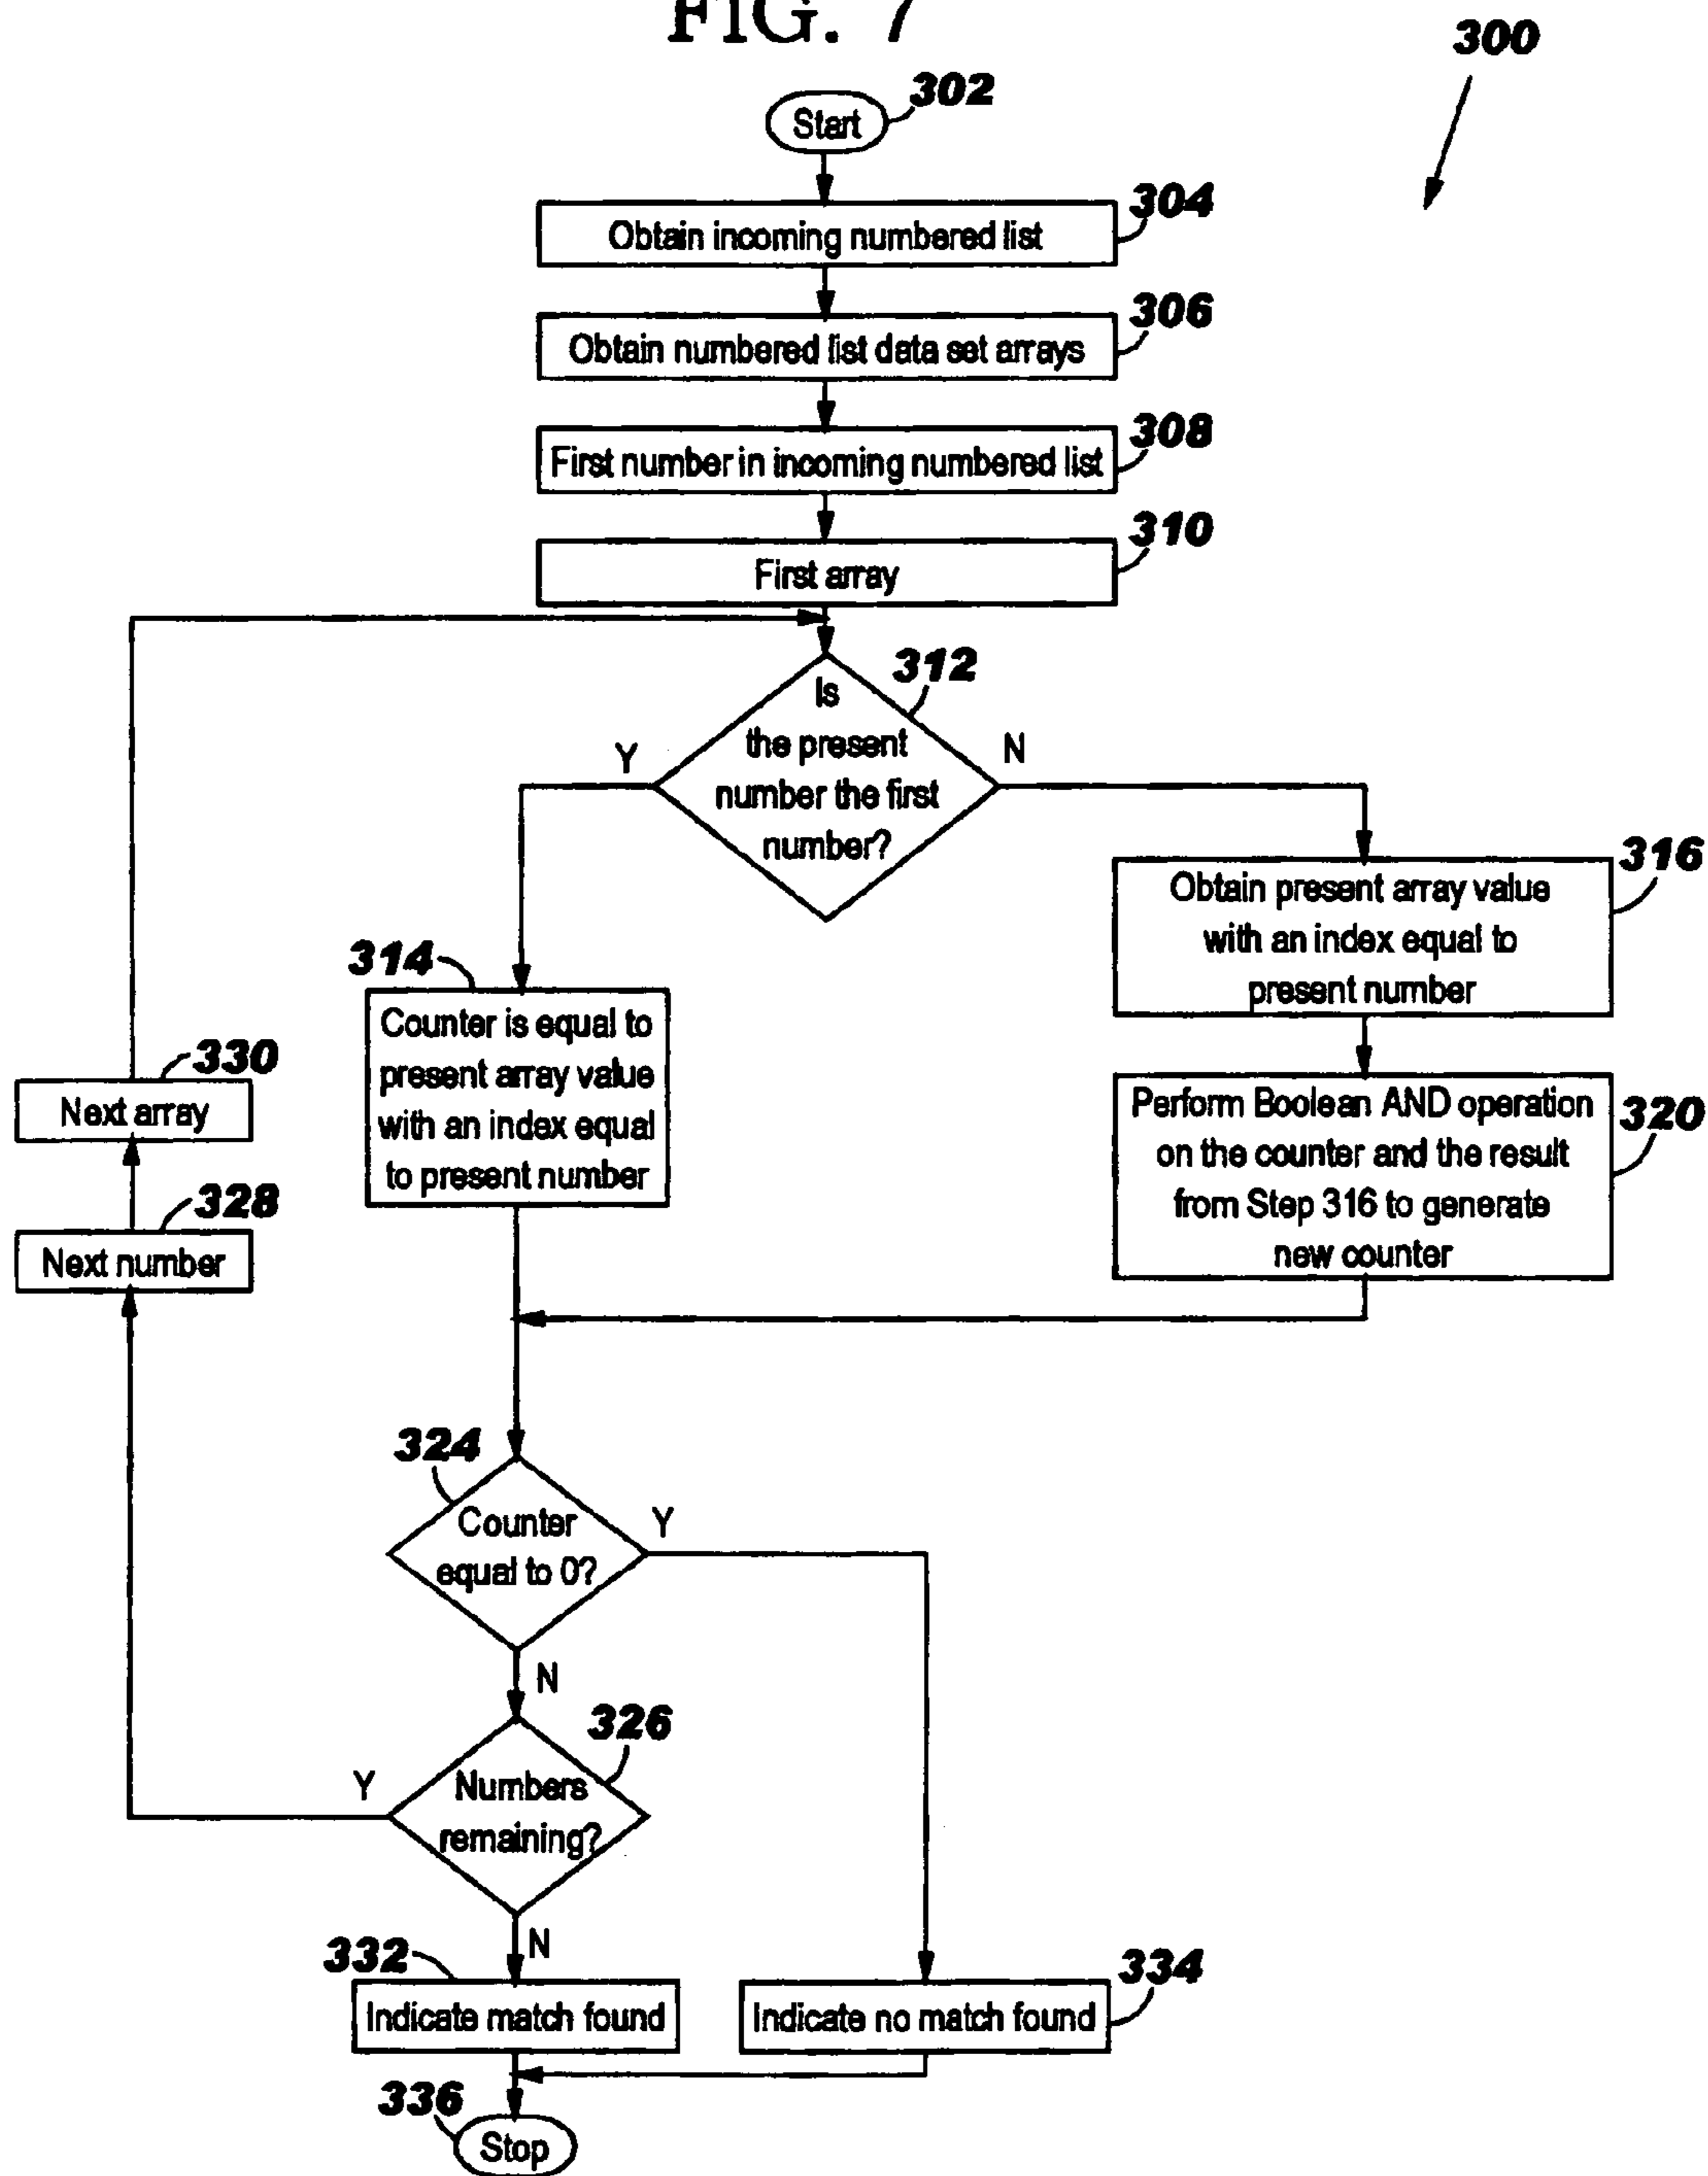 FIG. 7
300
302
Start
304
Obtain incoming numbered list
306
Obtain numbered list data set arrays
308
First number in incoming numbered list
310
First array
312
Is
the present
number the first
number?
Y
N
316
Obtain present array value
with an index equal to
present number
314
Counter is equal to
present array value
with an index equal
to present number
330
Next array
320
Perform Boolean AND operation
on the counter and the result
from Step 316 to generate
new counter
328
Next number
324
Counter
equal to 0?
Y
N
326
Numbers
remaining?
Y
N
332
Indicate match found
334
Indicate no match found
336
Stop